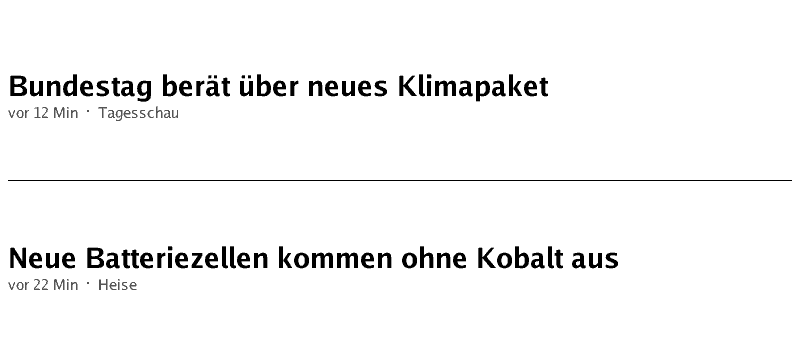 Bundestag berät über neues Klimapaket
vor 12 Min · Tagesschau
Neue Batteriezellen kommen ohne Kobalt aus
vor 22 Min · Heise